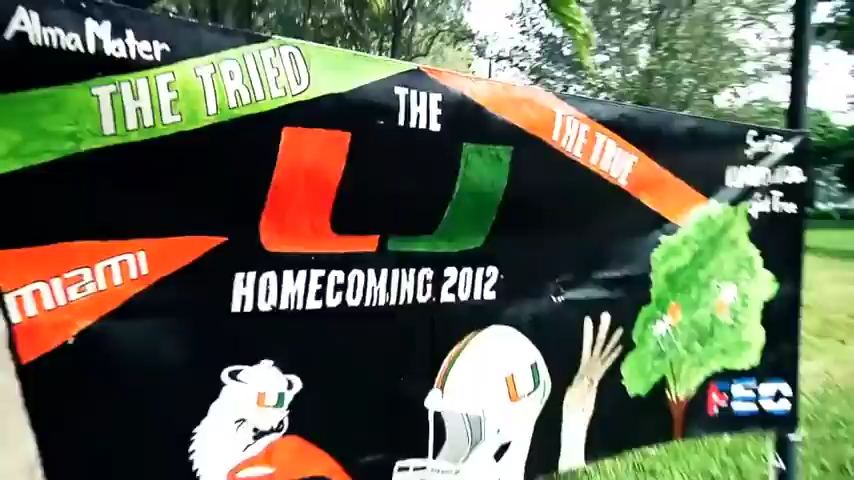 Alma Mater
THE TRIED
THE
THE TRUE
U
MIAMI
HOMECOMING 2012
FEC